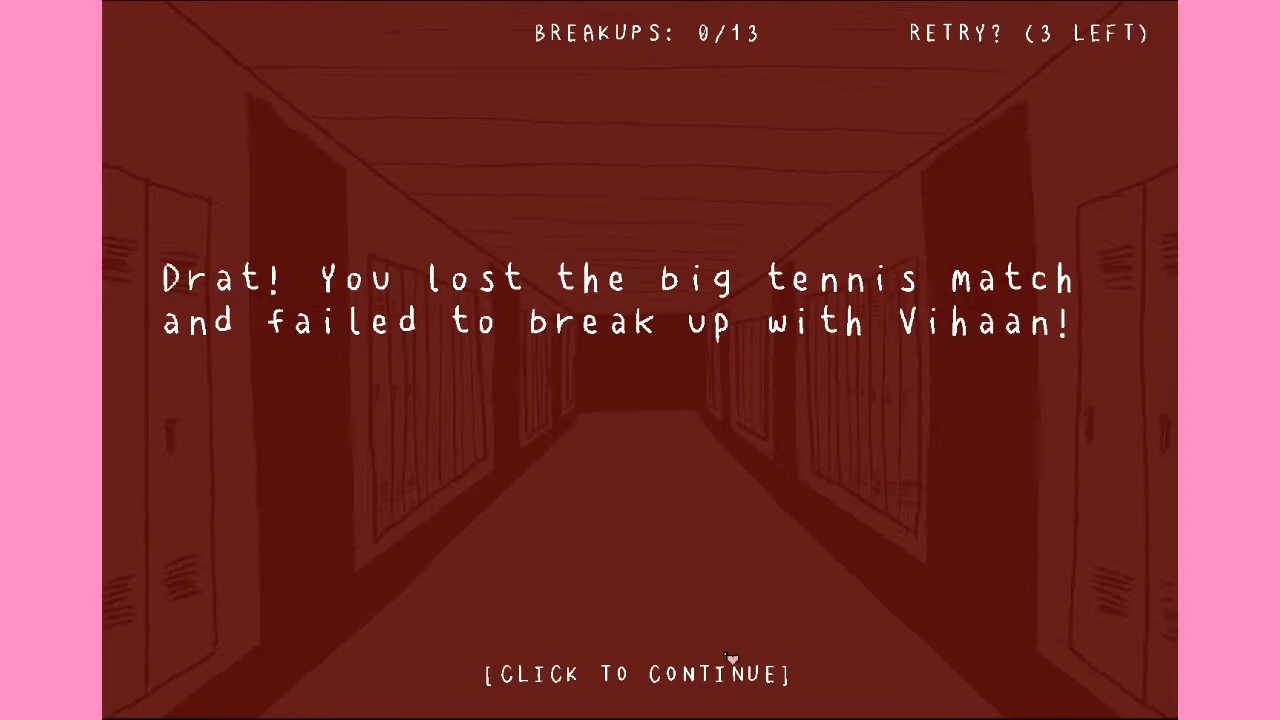 BREAKUPS: 0/13
RETRY? (3 LEFT)
Drat! You lost the big tennis match
and failed to break up with Vihaan!
[CLICK TO CONTINUE]